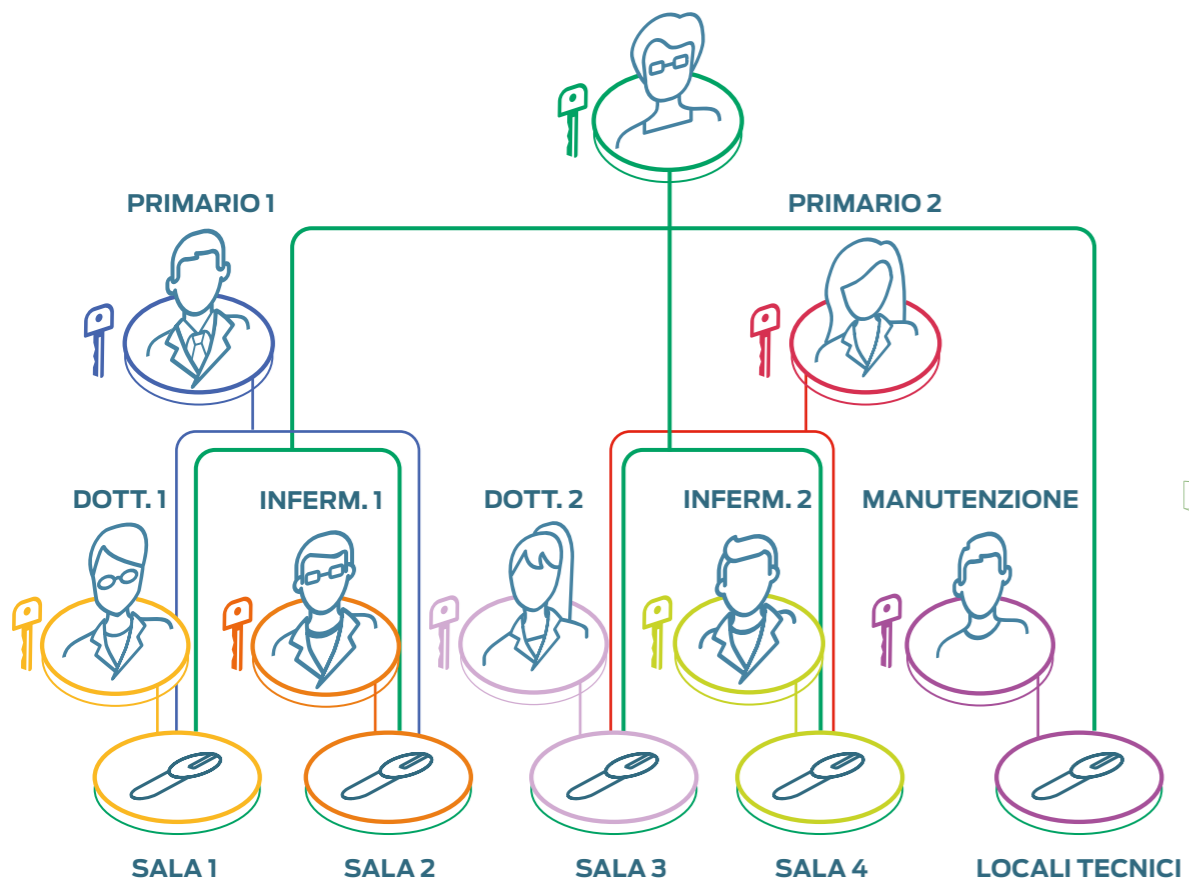 PRIMARIO 1
PRIMARIO 2
DOTT. 1
INFERM. 1
DOTT. 2
INFERM. 2
MANUTENZIONE
SALA 1
SALA 2
SALA 3
SALA 4
LOCALI TECNICI